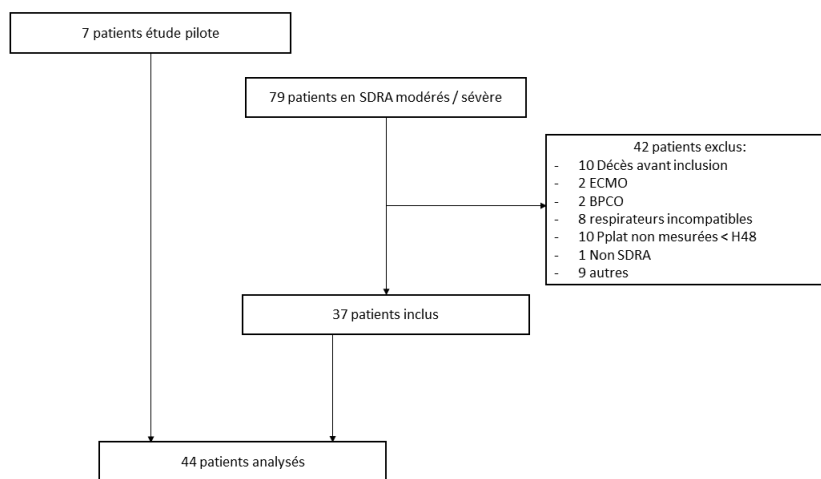 7 patients étude pilote
79 patients en SDRA modérés / sévère
42 patients exclus:
- 10 Décès avant inclusion
- 2 ECMO
- 2 BPCO
- 8 respirateurs incompatibles
- 10 Pplat non mesurées < H48
- 1 Non SDRA
- 9 autres
37 patients inclus
44 patients analysés